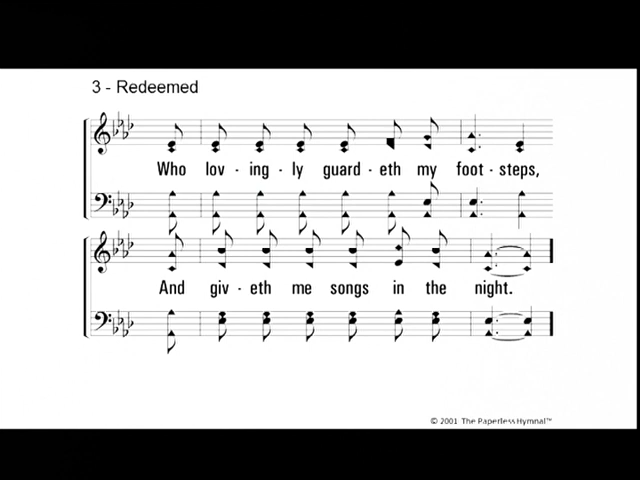 3 - Redeemed
Who lov - ing - ly guard - eth my foot - steps,
And giv - eth me songs in the night.
© 2001 The Paperless Hymnal™